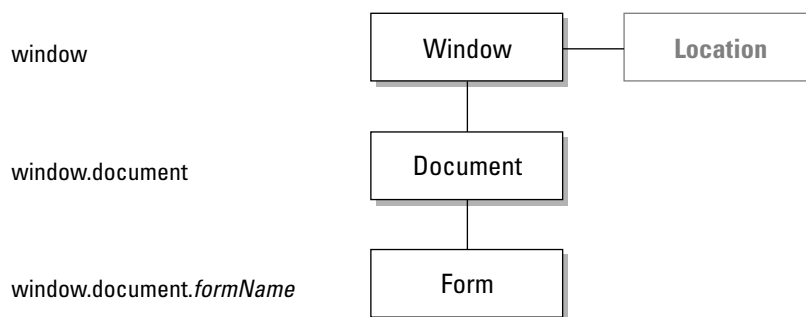 window
Window
Location
window.document
Document
window.document.formName
Form